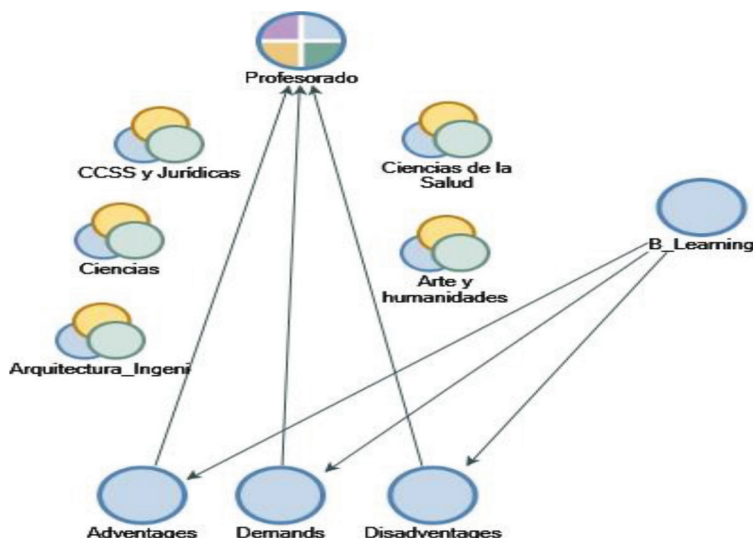 Profesorado
CCSS y Jurídicas
Ciencias de la
Salud
B_Learning
Ciencias
Arte y
humanidades
Arquitectura_Ingeni
Adventages
Demands
Disadventages